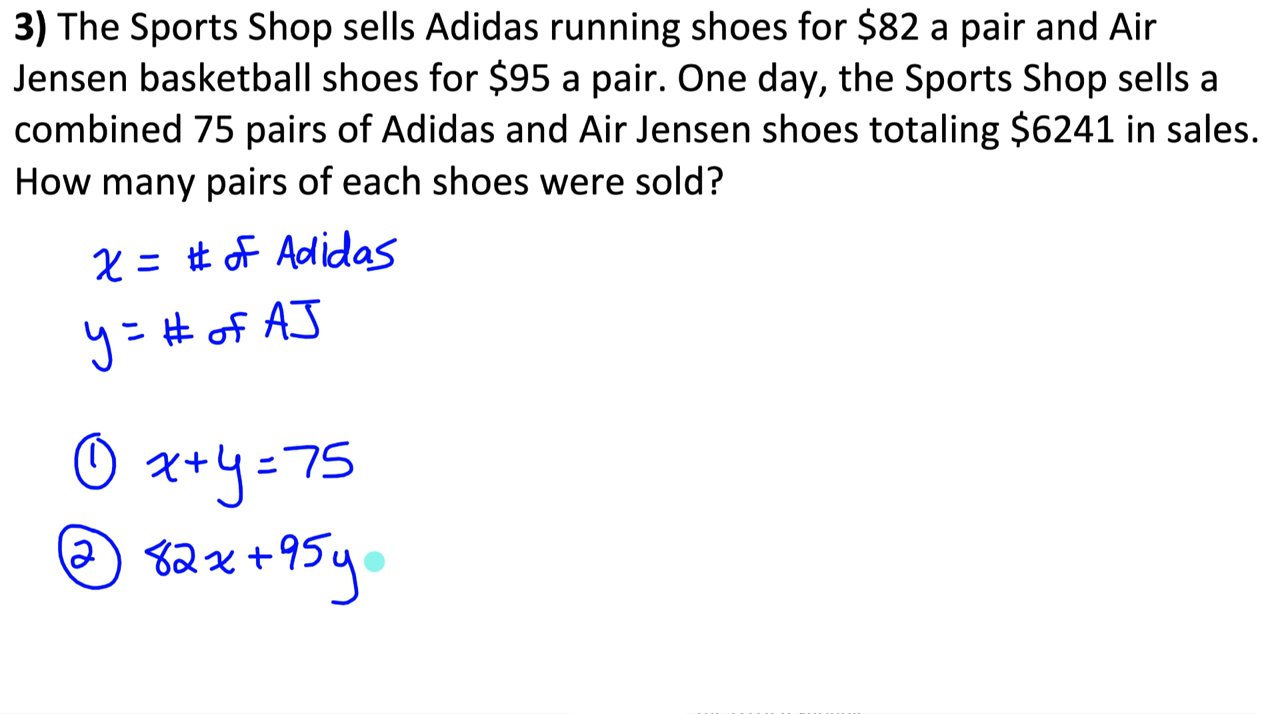 3) The Sports Shop sells Adidas running shoes for $82 a pair and Air
Jensen basketball shoes for $95 a pair. One day, the Sports Shop sells a
combined 75 pairs of Adidas and Air Jensen shoes totaling $6241 in sales.
How many pairs of each shoes were sold?
x = # of Adidas
y = # of AJ
① x+y=75
② 82x+95y